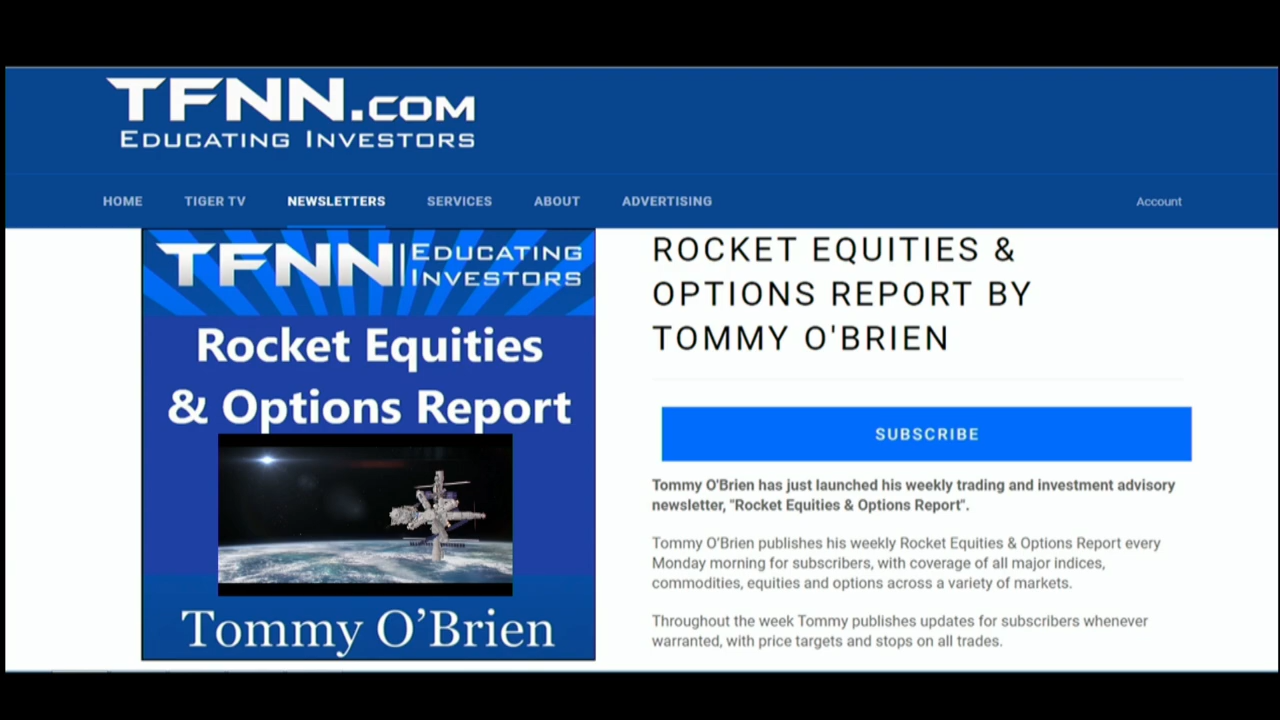 TFNN.COM
EDUCATING INVESTORS
HOME TIGER TV NEWSLETTERS SERVICES ABOUT ADVERTISING Account
TFNN EDUCATING
INVESTORS
Rocket Equities
& Options Report
Tommy O’Brien
ROCKET EQUITIES &
OPTIONS REPORT BY
TOMMY O'BRIEN
SUBSCRIBE
Tommy O'Brien has just launched his weekly trading and investment advisory
newsletter, "Rocket Equities & Options Report".
Tommy O'Brien publishes his weekly Rocket Equities & Options Report every
Monday morning for subscribers, with coverage of all major indices,
commodities, equities and options across a variety of markets.
Throughout the week Tommy publishes updates for subscribers whenever
warranted, with price targets and stops on all trades.